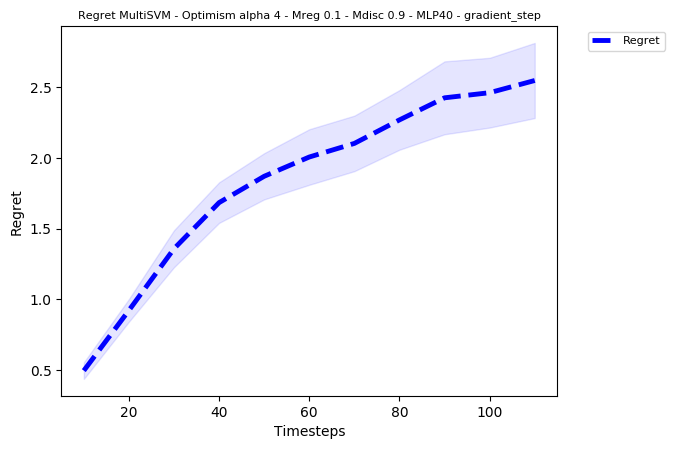 Regret MultiSVM - Optimism alpha 4 - Mreg 0.1 - Mdisc 0.9 - MLP40 - gradient_step
Regret
2.5
2.0
1.5
1.0
0.5
Regret
20 40 60 80 100
Timesteps